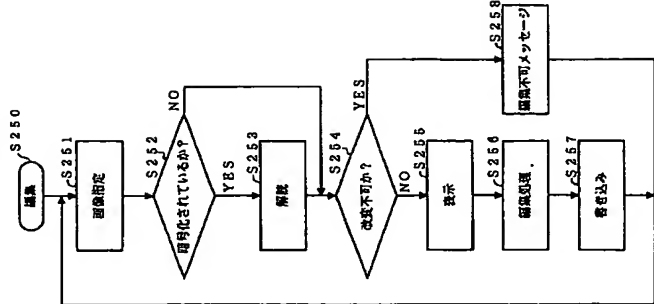 S250
編集
S251
画像指定
S252
暗号化されているか?
NO
YES
S253
解読
S254
改変不可か?
YES
NO
S255
表示
S256
編集処理
S257
書き込み
S258
編集不可メッセージ